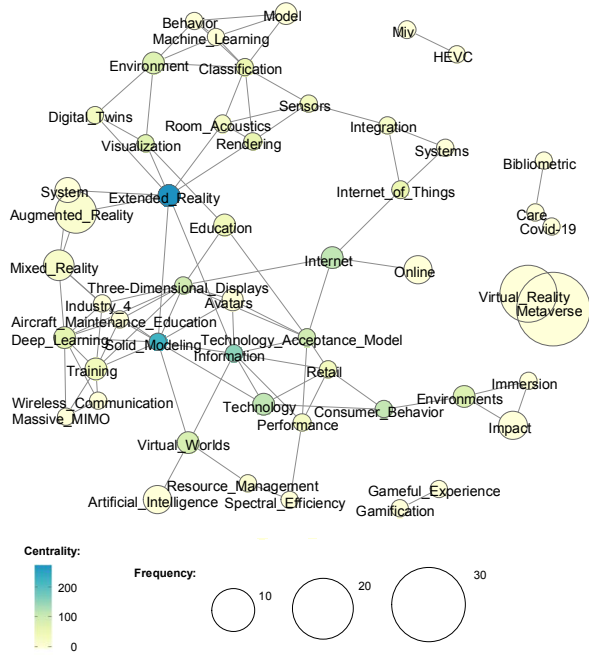 Behavior
Model
Machine_Learning
Miv
HEVC
Environment
Classification
Digital_Twins
Sensors
Room_Acoustics
Integration
Visualization
Rendering
Systems
Bibliometric
System
Extended_Reality
Internet_of_Things
Augmented_Reality
Care
Education
Covid-19
Mixed_Reality
Internet
Online
Three-Dimensional_Displays
Virtual_Reality
Industry_4
Avatars
Metaverse
Aircraft_Maintenance_Education
Deep_Learning
Solid_Modeling
Technology_Acceptance_Model
Information
Training
Retail
Immersion
Wireless_Communication
Technology
Consumer_Behavior
Environments
Massive_MIMO
Performance
Impact
Virtual_Worlds
Resource_Management
Gameful_Experience
Artificial_Intelligence
Spectral_Efficiency
Gamification
Centrality:
200
100
0
Frequency:
10
20
30